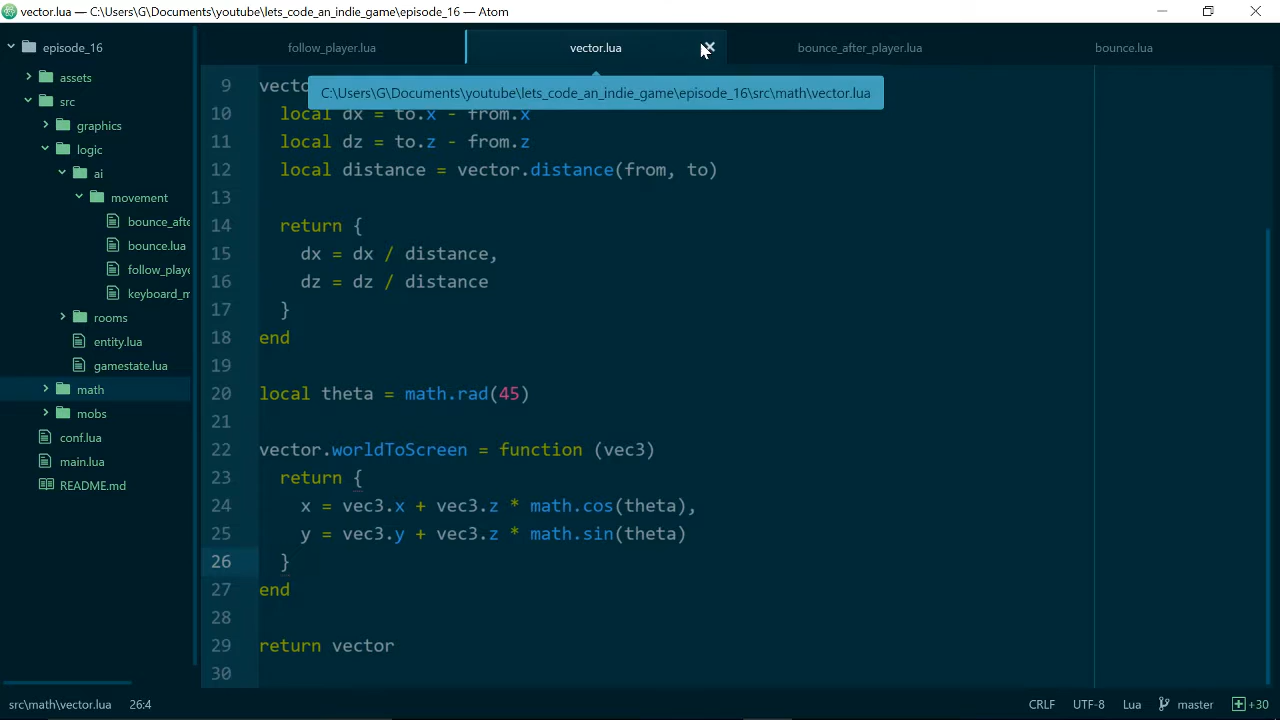 vector.lua — C:\Users\G\Documents\youtube\lets_code_an_indie_game\episode_16 — Atom
episode_16
assets
src
graphics
logic
ai
movement
bounce_afte
bounce.lua
follow_playe
keyboard_m
rooms
entity.lua
gamestate.lua
math
mobs
conf.lua
main.lua
README.md
follow_player.lua
vector.lua
bounce_after_player.lua
bounce.lua
C:\Users\G\Documents\youtube\lets_code_an_indie_game\episode_16\src\math\vector.lua
9 vecto
10 local dx = to.x - from.x
11 local dz = to.z - from.z
12 local distance = vector.distance(from, to)
13
14 return {
15 dx = dx / distance,
16 dz = dz / distance
17 }
18 end
19
20 local theta = math.rad(45)
21
22 vector.worldToScreen = function (vec3)
23 return {
24 x = vec3.x + vec3.z * math.cos(theta),
25 y = vec3.y + vec3.z * math.sin(theta)
26 }
27 end
28
29 return vector
30
src\math\vector.lua 26:4 CRLF UTF-8 Lua master +30